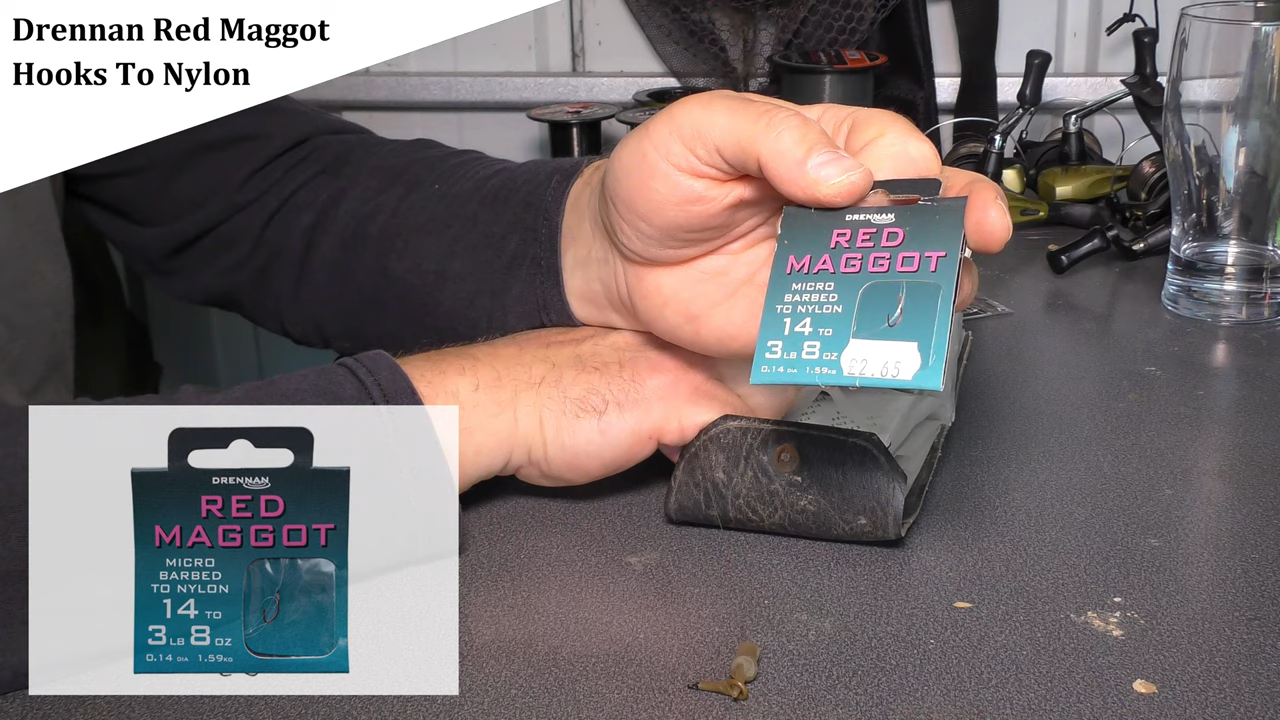 Drennan Red Maggot
Hooks To Nylon
DRENNAN
RED
MAGGOT
MICRO
BARBED
TO NYLON
14 TO
3 LB 8 OZ
0.14 DIA 1.59KG
£2.65
DRENNAN
RED
MAGGOT
MICRO
BARBED
TO NYLON
14 TO
3 LB 8 OZ
0.14 DIA 1.59KG